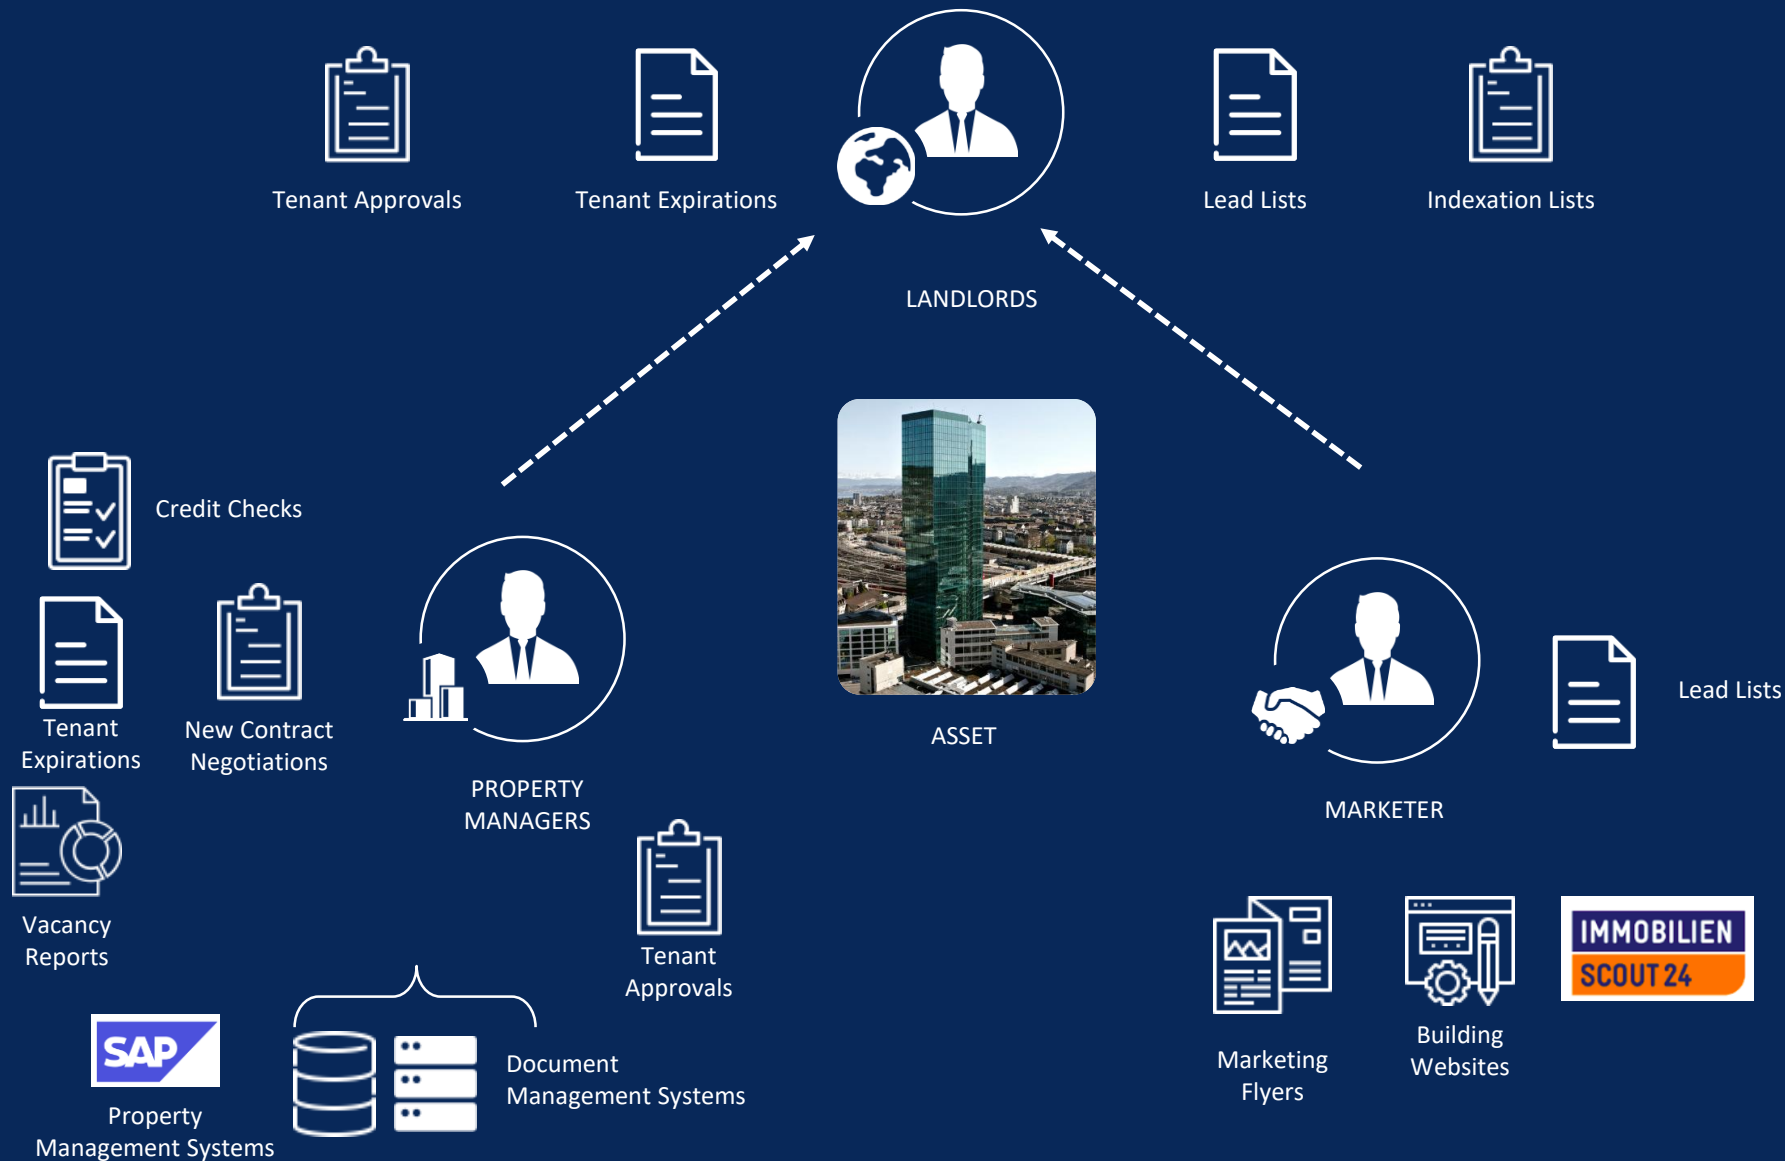 Tenant Approvals
Tenant Expirations
Lead Lists
Indexation Lists
LANDLORDS
Credit Checks
Tenant
Expirations
New Contract
Negotiations
Vacancy
Reports
PROPERTY
MANAGERS
Tenant
Approvals
SAP
Property
Management Systems
Document
Management Systems
ASSET
MARKETER
Lead Lists
Marketing
Flyers
Building
Websites
IMMOBILIEN
SCOUT 24